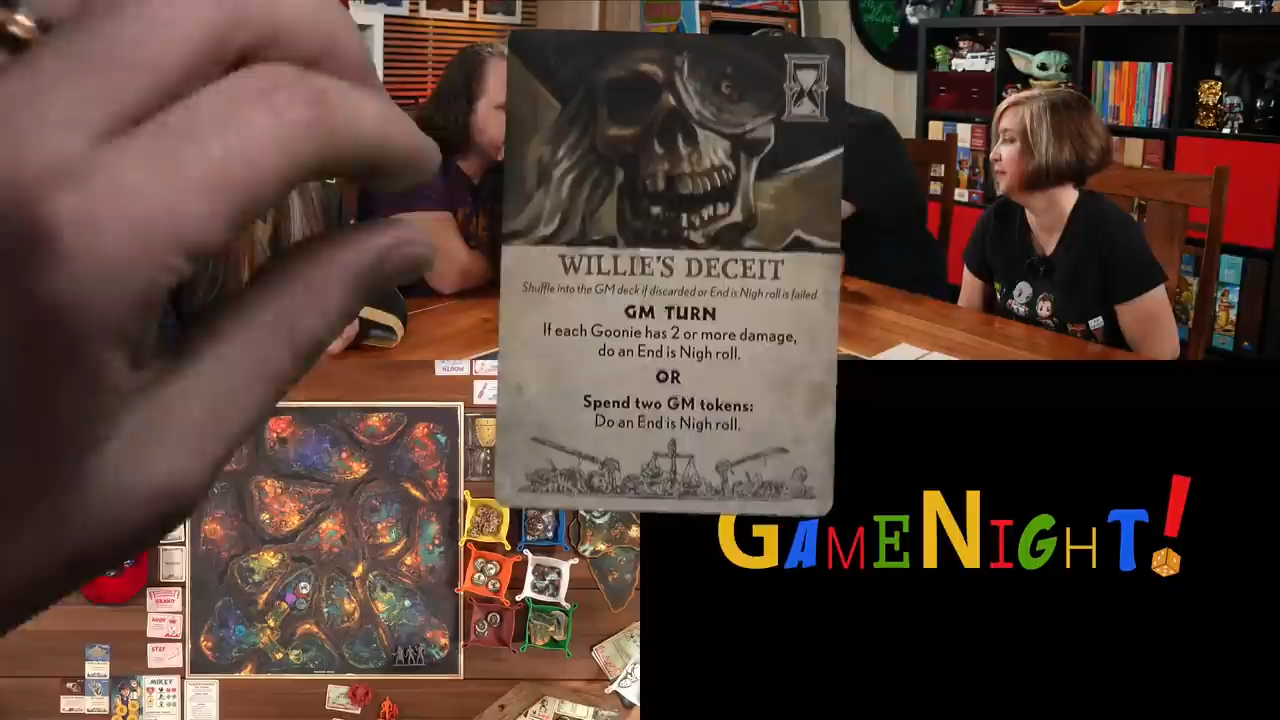 WILLIE'S DECEIT
Shuffle into the GM deck if discarded or End is Nigh roll is failed.
GM TURN
If each Goonie has 2 or more damage,
do an End is Nigh roll.
OR
Spend two GM tokens:
Do an End is Nigh roll.
GAMENIGHT!
BRAND
ANDY
STEF
MIKEY